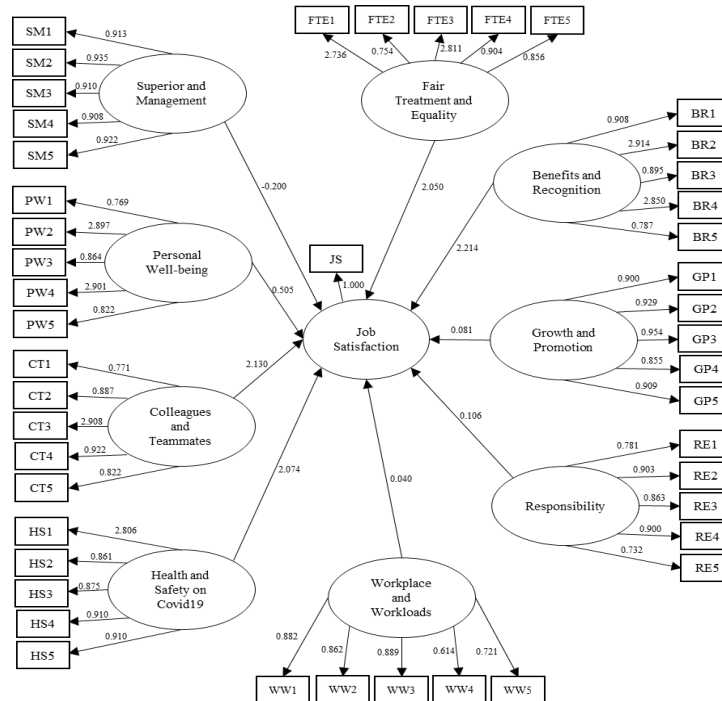 SM1
SM2
SM3
SM4
SM5
0.913
0.935
0.910
0.908
0.922
Superior and
Management
-0.200
FTE1
FTE2
FTE3
FTE4
FTE5
2.736
0.754
2.811
0.904
0.856
Fair
Treatment and
Equality
2.050
BR1
BR2
BR3
BR4
BR5
0.908
2.914
0.895
2.850
0.787
Benefits and
Recognition
2.214
PW1
PW2
PW3
PW4
PW5
0.769
2.897
0.864
2.901
0.822
Personal
Well-being
0.505
JS
1.000
Job
Satisfaction
GP1
GP2
GP3
GP4
GP5
0.900
0.929
0.954
0.855
0.909
Growth and
Promotion
0.081
CT1
CT2
CT3
CT4
CT5
0.771
0.887
2.908
0.922
0.822
Colleagues
and
Teammates
2.130
RE1
RE2
RE3
RE4
RE5
0.781
0.903
0.863
0.900
0.732
Responsibility
0.106
HS1
HS2
HS3
HS4
HS5
2.806
0.861
0.875
0.910
0.910
Health and
Safety on
Covid19
2.074
0.040
Workplace
and
Workloads
0.882
0.862
0.889
0.614
0.721
WW1
WW2
WW3
WW4
WW5